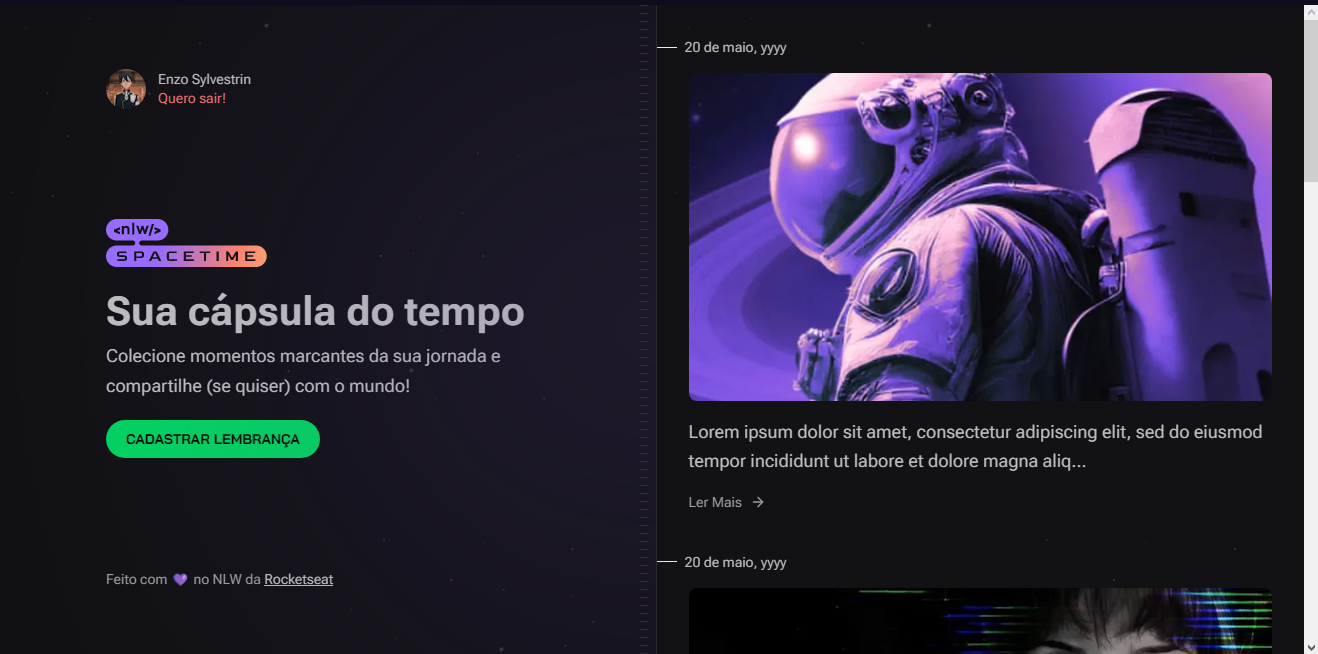 Enzo Sylvestrin
Quero sair!
<nlw/>
SPACETIME
Sua cápsula do tempo
Colecione momentos marcantes da sua jornada e
compartilhe (se quiser) com o mundo!
CADASTRAR LEMBRANÇA
Feito com 💜 no NLW da Rocketseat
20 de maio, yyyy
Lorem ipsum dolor sit amet, consectetur adipiscing elit, sed do eiusmod
tempor incididunt ut labore et dolore magna aliq...
Ler Mais →
20 de maio, yyyy